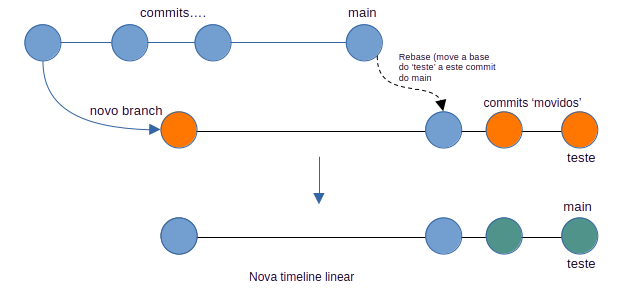 commits....
main
Rebase (move a base
do ‘teste’ a este commit
do main
novo branch
commits ‘movidos’
teste
main
teste
Nova timeline linear